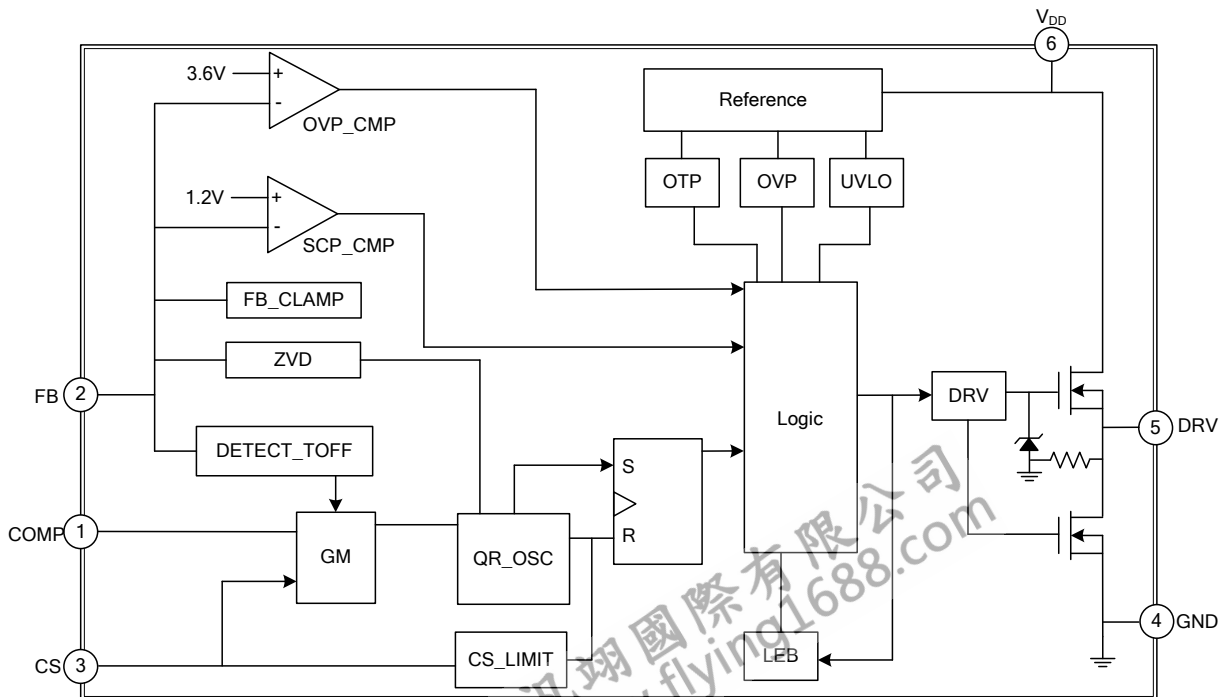 VDD
6
3.6V
+
-
OVP_CMP
Reference
OTP
OVP
UVLO
1.2V
+
-
SCP_CMP
FB_CLAMP
ZVD
FB
2
Logic
DRV
5
DRV
DETECT_TOFF
S
R
COMP
1
GM
QR_OSC
4
GND
CS
3
CS_LIMIT
LEB
翊國際有限公司
flying1688.com